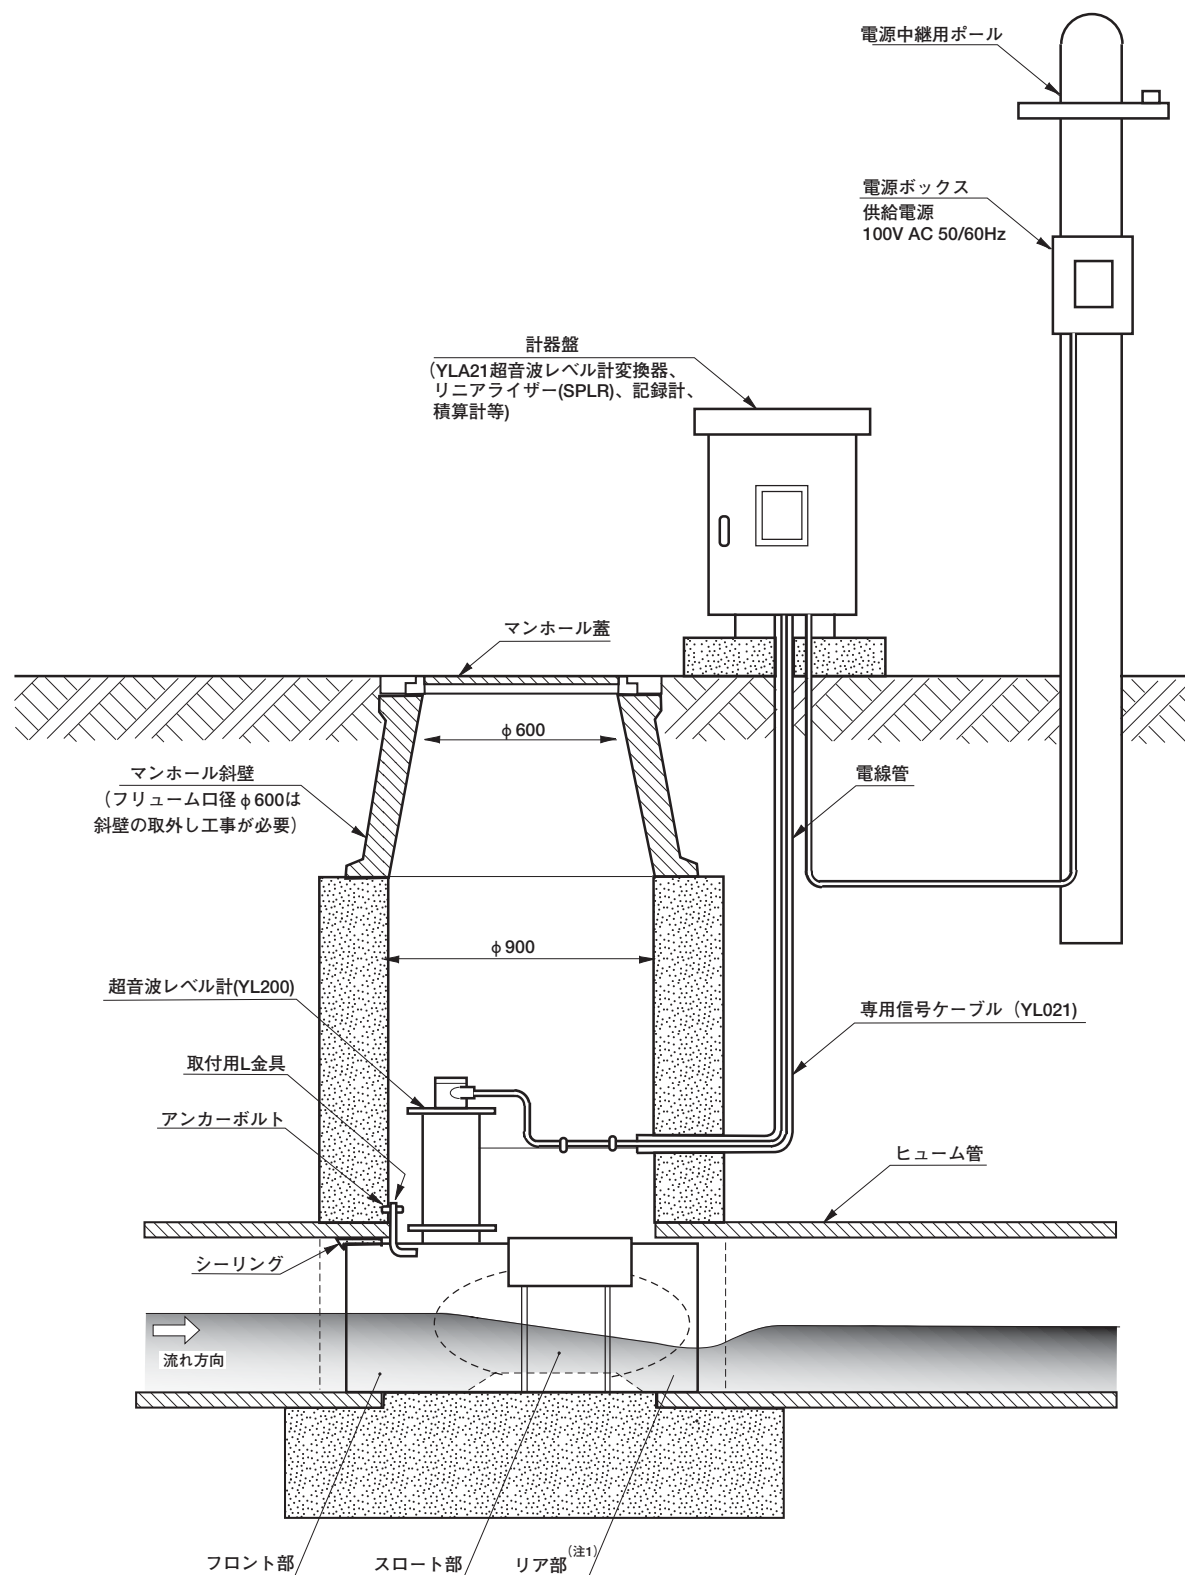 電源中継用ポール
電源ボックス
供給電源
100V AC 50/60Hz
計器盤
(YLA21超音波レベル計変換器、
リニアライザー(SPLR)、記録計、
積算計等)
マンホール蓋
φ600
マンホール斜壁
（フリューム口径φ600は
斜壁の取外し工事が必要）
電線管
φ900
超音波レベル計(YL200)
専用信号ケーブル（YL021)
取付用L金具
アンカーボルト
ヒューム管
シーリング
流れ方向
フロント部
スロート部
リア部(注1)